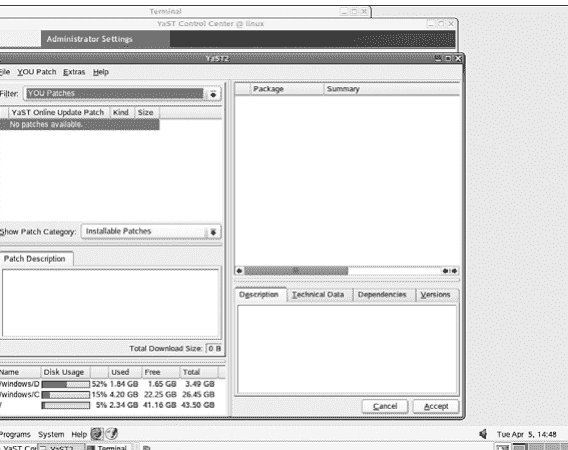 Terminal
YaST Control Center @ linux
Administrator Settings
YaST2
File YOU Patch Extras Help
Filter: YOU Patches
YaST Online Update Patch Kind Size
No patches available.
Package Summary
Show Patch Category: Installable Patches
Patch Description
Description Technical Data Dependencies Versions
Total Download Size: 0 B
Name Disk Usage Used Free Total
/windows/D 52% 1.84 GB 1.65 GB 3.49 GB
/windows/C 15% 4.20 GB 22.25 GB 26.45 GB
/ 5% 2.34 GB 41.16 GB 43.50 GB
Cancel Accept
Programs System Help
Tue Apr 5, 14:48
YaST YaST2 Terminal